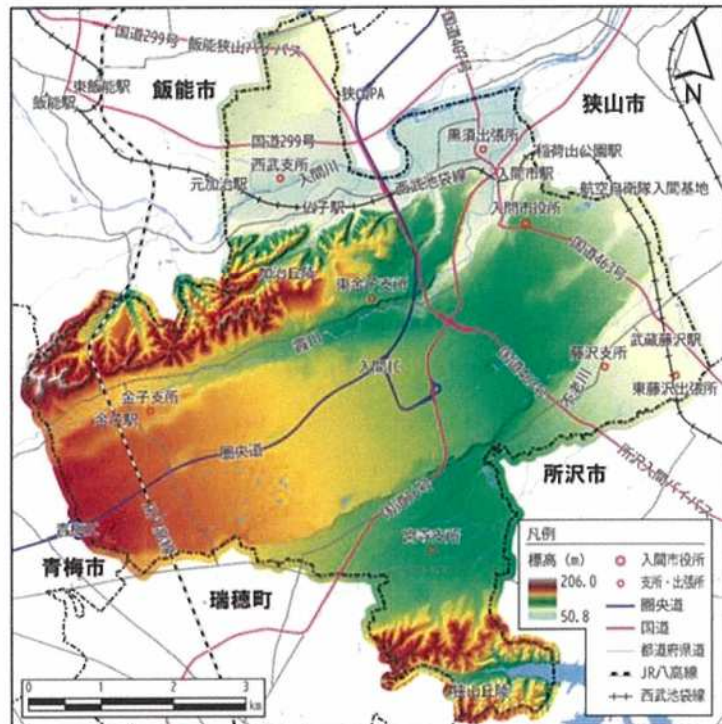 国道299号 飯能狭山バイパス
国道407号
東飯能駅
飯能駅
飯能市
狭山PA
狭山市
N
国道299号
黒須出張所
稲荷山公園駅
西武支所
入間川
元加治駅
仏子駅
西武池袋線
入間市駅
航空自衛隊入間基地
入間市役所
国道463号
加治丘陵
東金子支所
霞川
武蔵藤沢駅
藤沢支所
不老川
入間IC
東藤沢出張所
金子支所
金子駅
圏央道
所沢入間バイパス
所沢市
国道16号
宮寺支所
青梅市
瑞穂町
狭山丘陵
凡例
標高 (m)
206.0
50.8
入間市役所
支所・出張所
圏央道
国道
都道府県道
JR八高線
西武池袋線
0 1 2 3
km